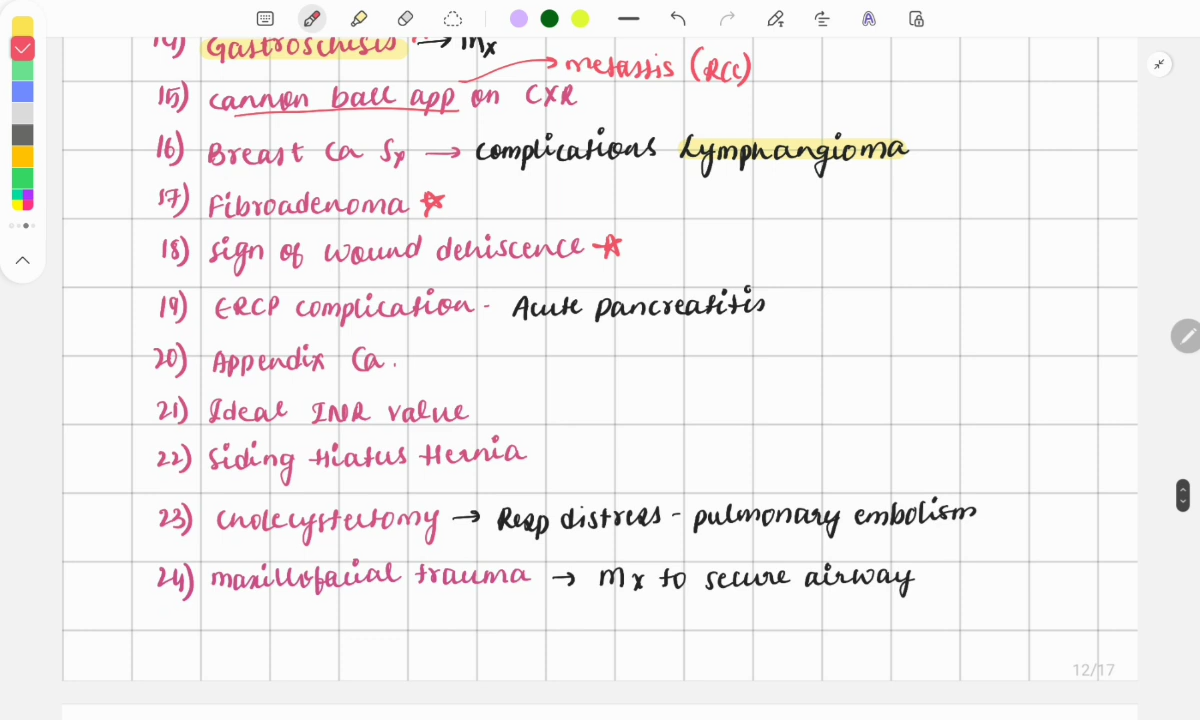 14) Gastroschisis → Mx
metastsis (RCC)
15) cannon ball app on CXR
16) Breast Ca Sx → complications Lymphangioma
17) Fibroadenoma ☆
18) Sign of wound dehiscence ☆
19) ERCP complication - Acute pancreatitis
20) Appendix Ca.
21) Ideal INR value
22) Siding Hiatus Hernia
23) Cholecystectomy → Resp distress - pulmonary embolism
24) maxillofacial trauma → Mx to secure airway
12/17